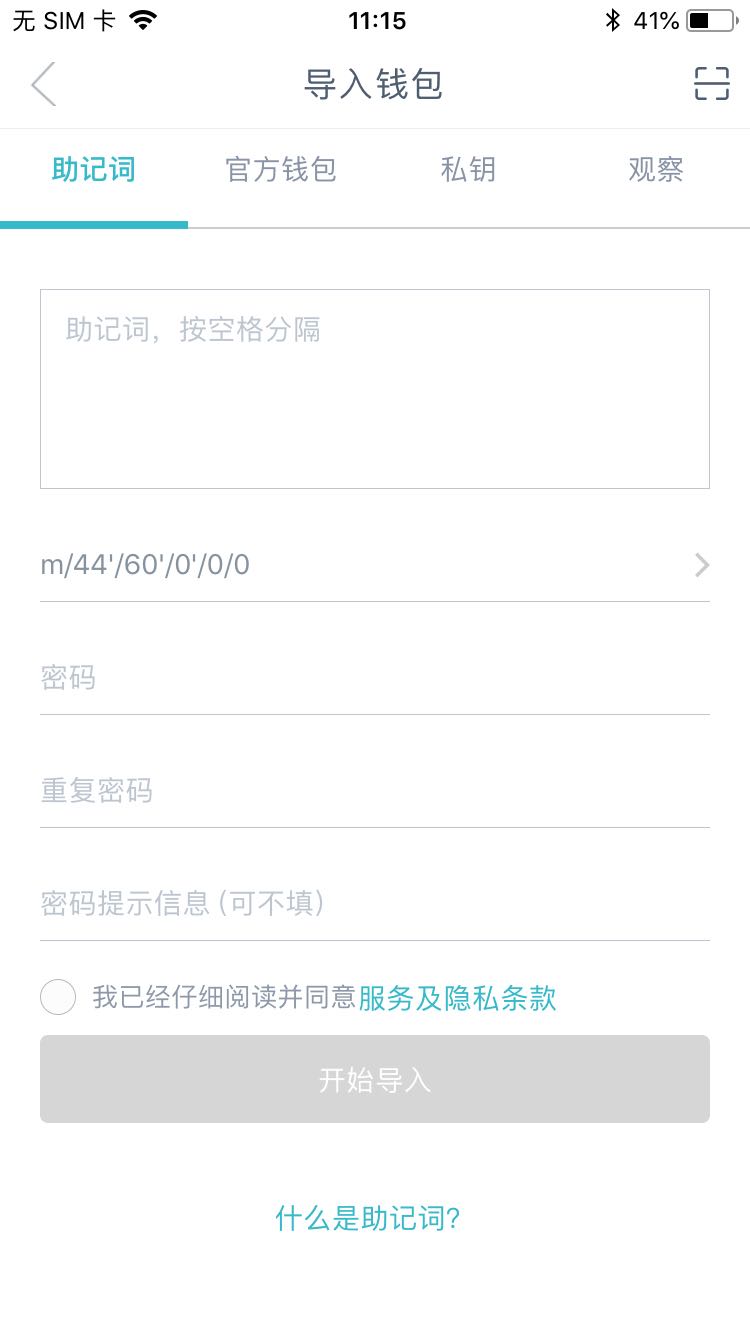 无 SIM 卡 11:15 41%
导入钱包
助记词 官方钱包 私钥 观察
助记词，按空格分隔
m/44'/60'/0'/0/0
密码
重复密码
密码提示信息 (可不填)
我已经仔细阅读并同意服务及隐私条款
开始导入
什么是助记词?